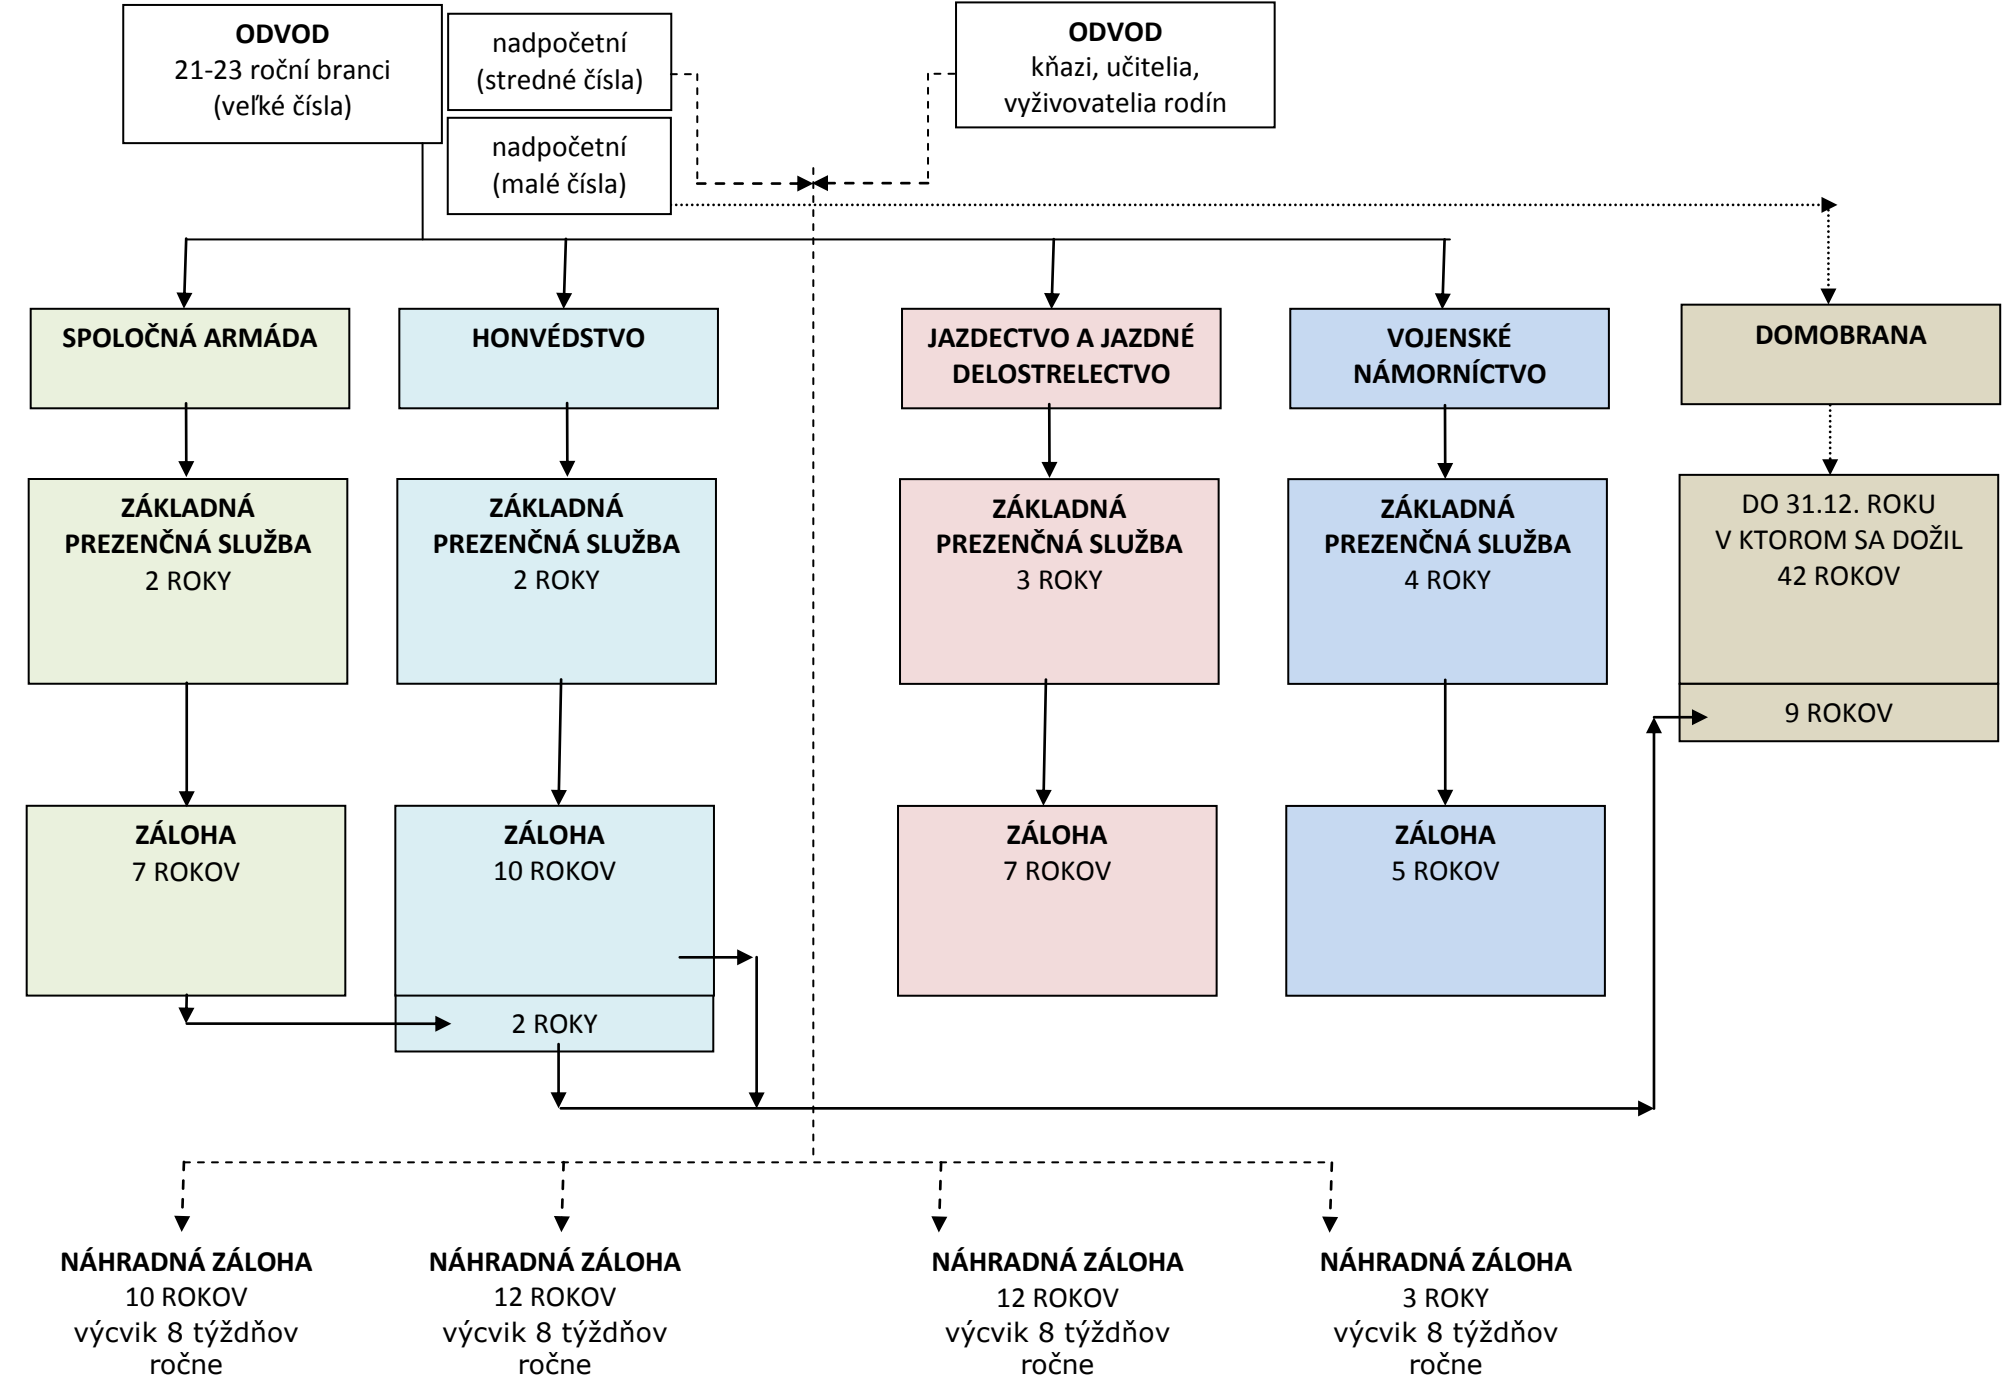 ODVOD
21-23 roční branci
(veľké čísla)
nadpočetní
(stredné čísla)
nadpočetní
(malé čísla)
ODVOD
kňazi, učitelia,
vyživovatelia rodín
SPOLOČNÁ ARMÁDA
HONVÉDSTVO
JAZDECTVO A JAZDNÉ
DELOSTRELECTVO
VOJENSKÉ
NÁMORNÍCTVO
DOMOBRANA
ZÁKLADNÁ
PREZENČNÁ SLUŽBA
2 ROKY
ZÁKLADNÁ
PREZENČNÁ SLUŽBA
2 ROKY
ZÁKLADNÁ
PREZENČNÁ SLUŽBA
3 ROKY
ZÁKLADNÁ
PREZENČNÁ SLUŽBA
4 ROKY
DO 31.12. ROKU
V KTOROM SA DOŽIL
42 ROKOV
9 ROKOV
ZÁLOHA
7 ROKOV
ZÁLOHA
10 ROKOV
2 ROKY
ZÁLOHA
7 ROKOV
ZÁLOHA
5 ROKOV
NÁHRADNÁ ZÁLOHA
10 ROKOV
výcvik 8 týždňov
ročne
NÁHRADNÁ ZÁLOHA
12 ROKOV
výcvik 8 týždňov
ročne
NÁHRADNÁ ZÁLOHA
12 ROKOV
výcvik 8 týždňov
ročne
NÁHRADNÁ ZÁLOHA
3 ROKY
výcvik 8 týždňov
ročne